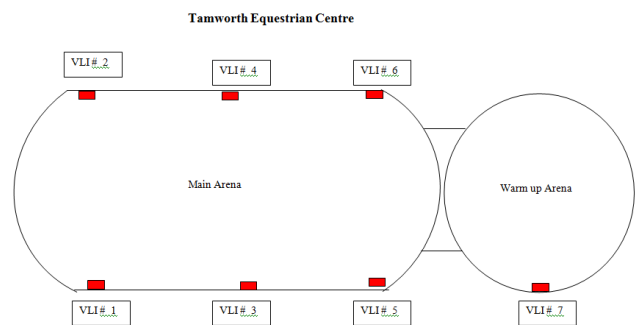 Tamworth Equestrian Centre
VLI# 2
VLI# 4
VLI# 6
Main Arena
Warm up Arena
VLI# 1
VLI# 3
VLI# 5
VLI# 7